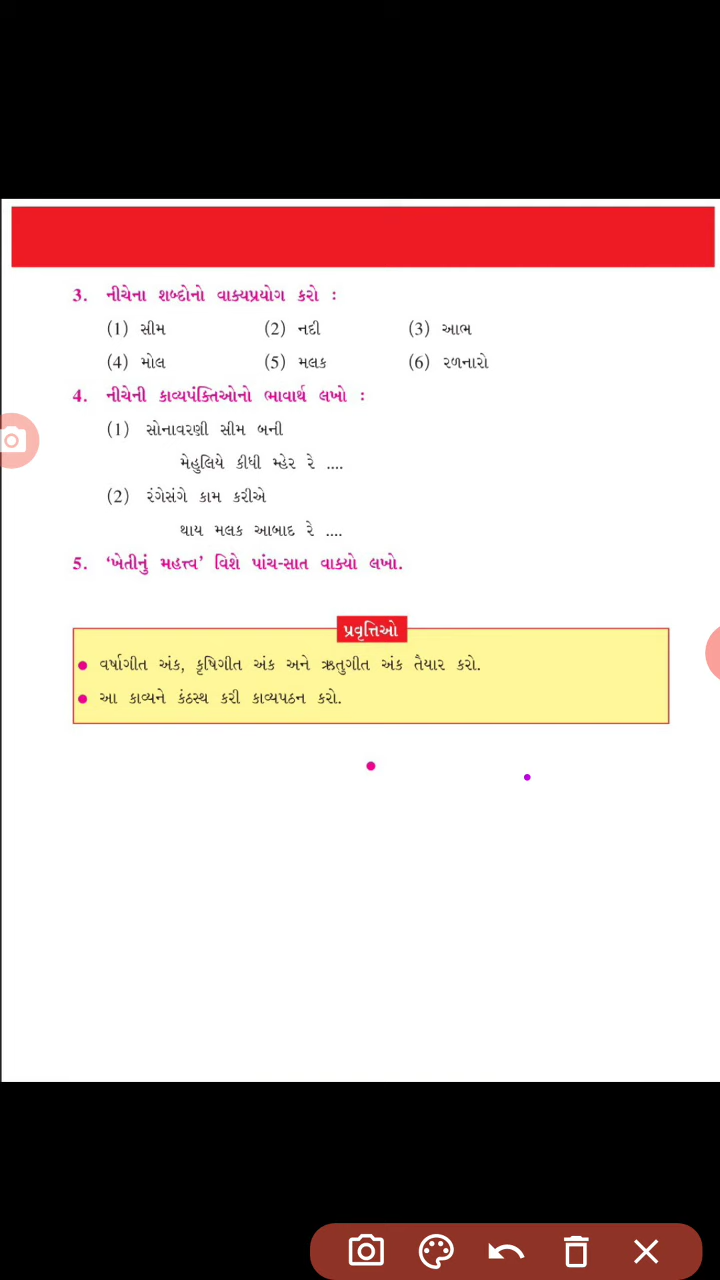 3. નીચેના શબ્દોનો વાક્યપ્રયોગ કરો :
(1) સીમ (2) નદી (3) આભ
(4) મોલ (5) મલક (6) રળનારો
4. નીચેની કાવ્યપંક્તિઓનો ભાવાર્થ લખો :
(1) સોનાવરણી સીમ બની
મેહુલિયે કીધી મ્હેર રે ....
(2) રંગેસંગે કામ કરીએ
થાય મલક આબાદ રે ....
5. ‘ખેતીનું મહત્ત્વ’ વિશે પાંચ-સાત વાક્યો લખો.
પ્રવૃત્તિઓ
● વર્ષાગીત અંક, કૃષિગીત અંક અને ઋતુગીત અંક તૈયાર કરો.
● આ કાવ્યને કંઠસ્થ કરી કાવ્યપઠન કરો.